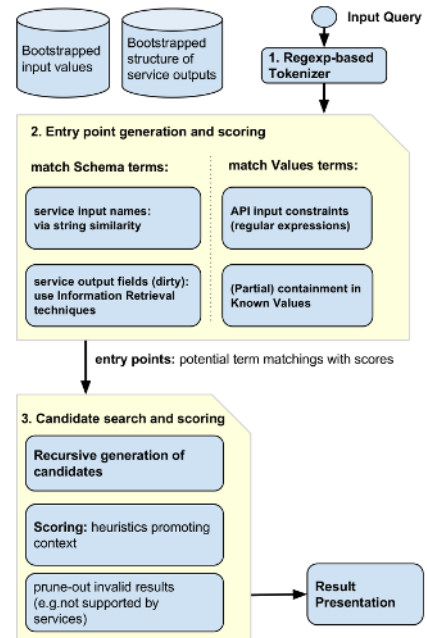 Bootstrapped
input values
Bootstrapped
structure of
service outputs
Input Query
1. Regexp-based
Tokenizer
2. Entry point generation and scoring
match Schema terms:
match Values terms:
service input names:
via string similarity
API input constraints
(regular expressions)
service output fields (dirty):
use Information Retrieval
techniques
(Partial) containment in
Known Values
entry points: potential term matchings with scores
3. Candidate search and scoring
Recursive generation of
candidates
Scoring: heuristics promoting
context
prune-out invalid results
(e.g.not supported by
services)
Result
Presentation